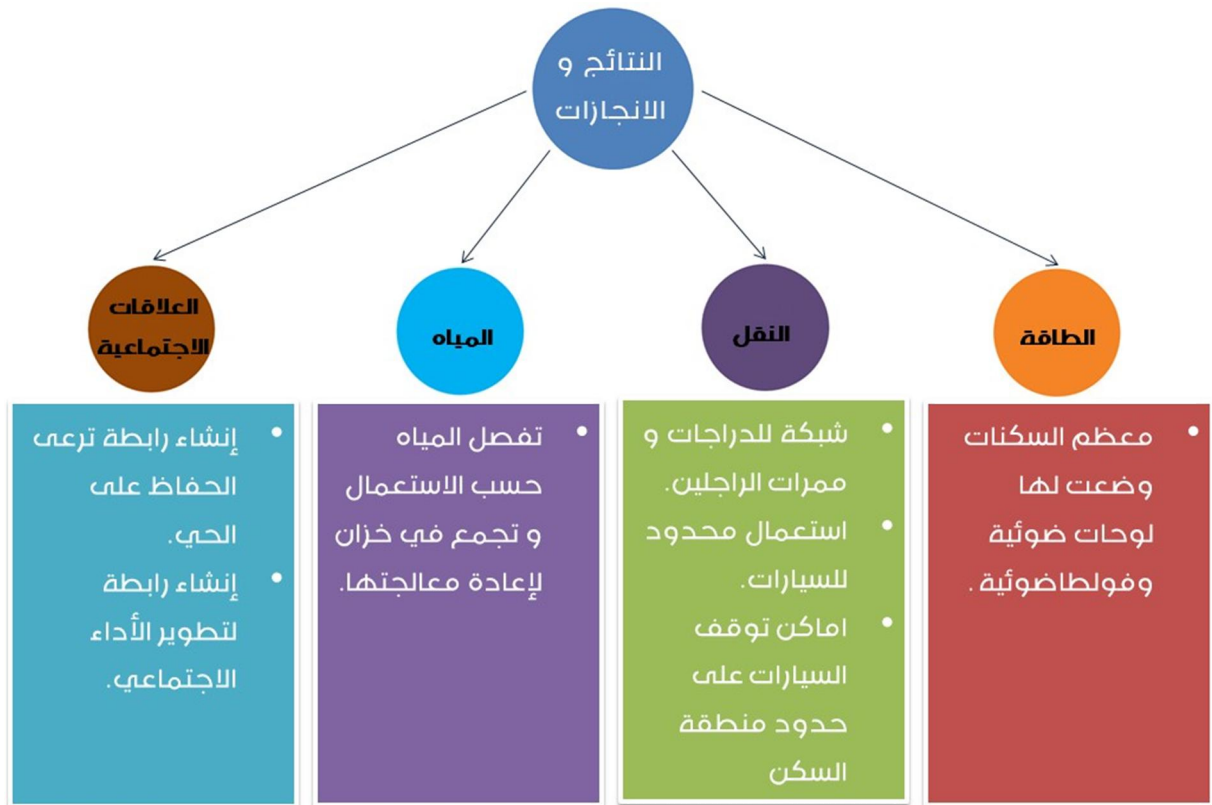 النتائج و
الانجازات
الطاقة
معظم السكنات
وضعت لها
لوحات ضوئية
وفولطاضوئية .
النقل
شبكة للدراجات و
ممرات الراجلين.
استعمال محدود
للسيارات.
اماكن توقف
السيارات على
حدود منطقة
السكن
المياه
تفصل المياه
حسب الاستعمال
و تجمع في خزان
لإعادة معالجتها.
العلاقات
الاجتماعية
إنشاء رابطة ترعى
الحفاظ على
الحي.
إنشاء رابطة
لتطوير الأداء
الاجتماعي.